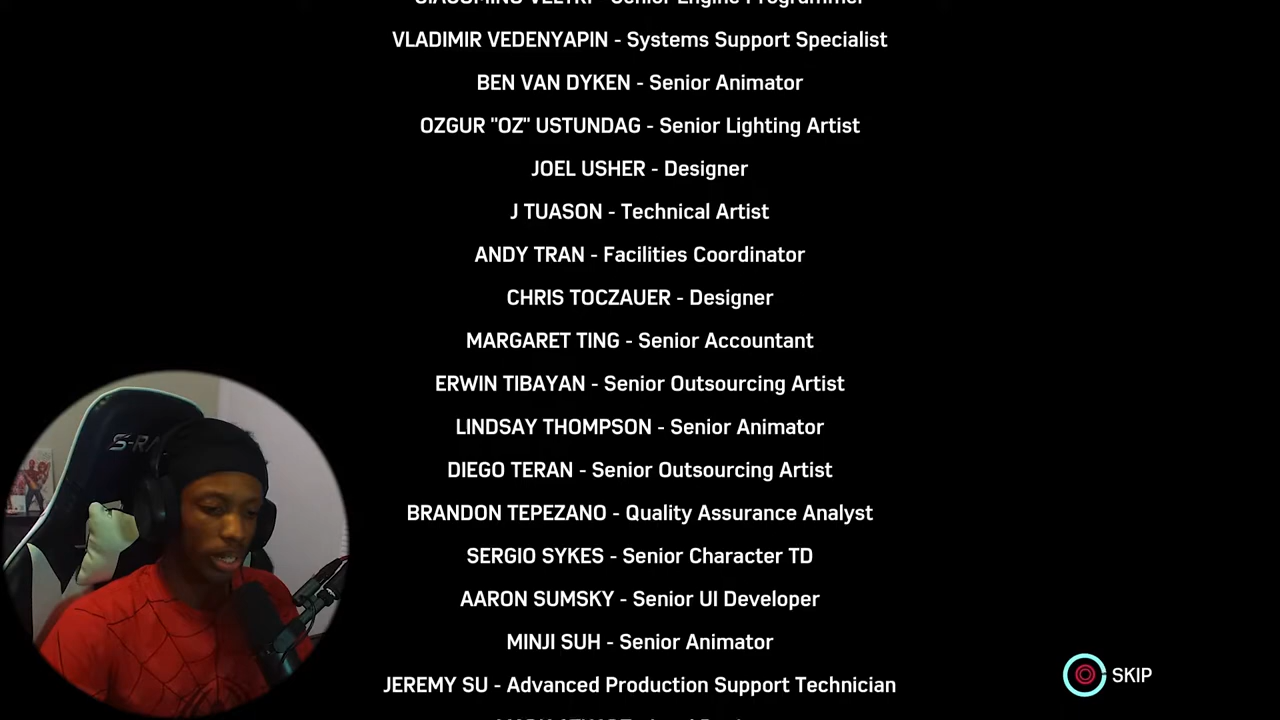 VLADIMIR VEDENYAPIN - Systems Support Specialist
BEN VAN DYKEN - Senior Animator
OZGUR "OZ" USTUNDAG - Senior Lighting Artist
JOEL USHER - Designer
J TUASON - Technical Artist
ANDY TRAN - Facilities Coordinator
CHRIS TOCZAUER - Designer
MARGARET TING - Senior Accountant
ERWIN TIBAYAN - Senior Outsourcing Artist
LINDSAY THOMPSON - Senior Animator
DIEGO TERAN - Senior Outsourcing Artist
BRANDON TEPEZANO - Quality Assurance Analyst
SERGIO SYKES - Senior Character TD
AARON SUMSKY - Senior UI Developer
MINJI SUH - Senior Animator
JEREMY SU - Advanced Production Support Technician
SKIP